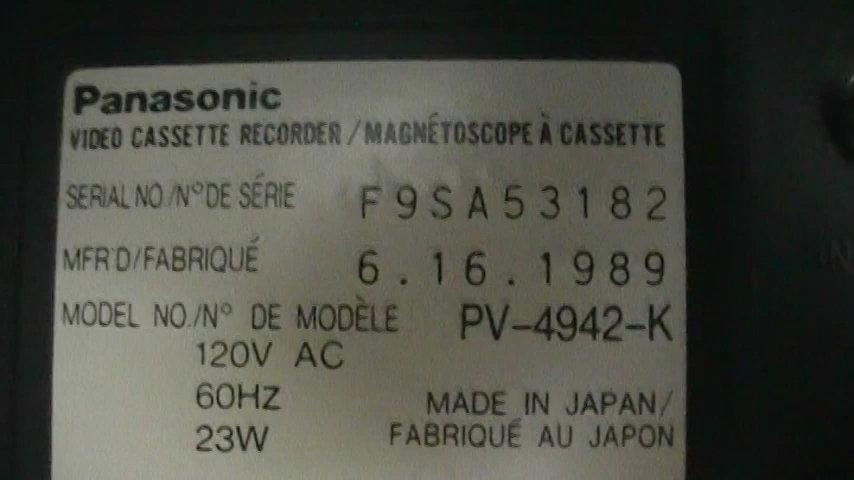 Panasonic
VIDEO CASSETTE RECORDER/MAGNÉTOSCOPE À CASSETTE
SERIAL NO./N° DE SÉRIE F9SA53182
MFR'D/FABRIQUÉ 6.16.1989
MODEL NO./N° DE MODÈLE PV-4942-K
120V AC
60HZ
23W
MADE IN JAPAN/
FABRIQUÉ AU JAPON